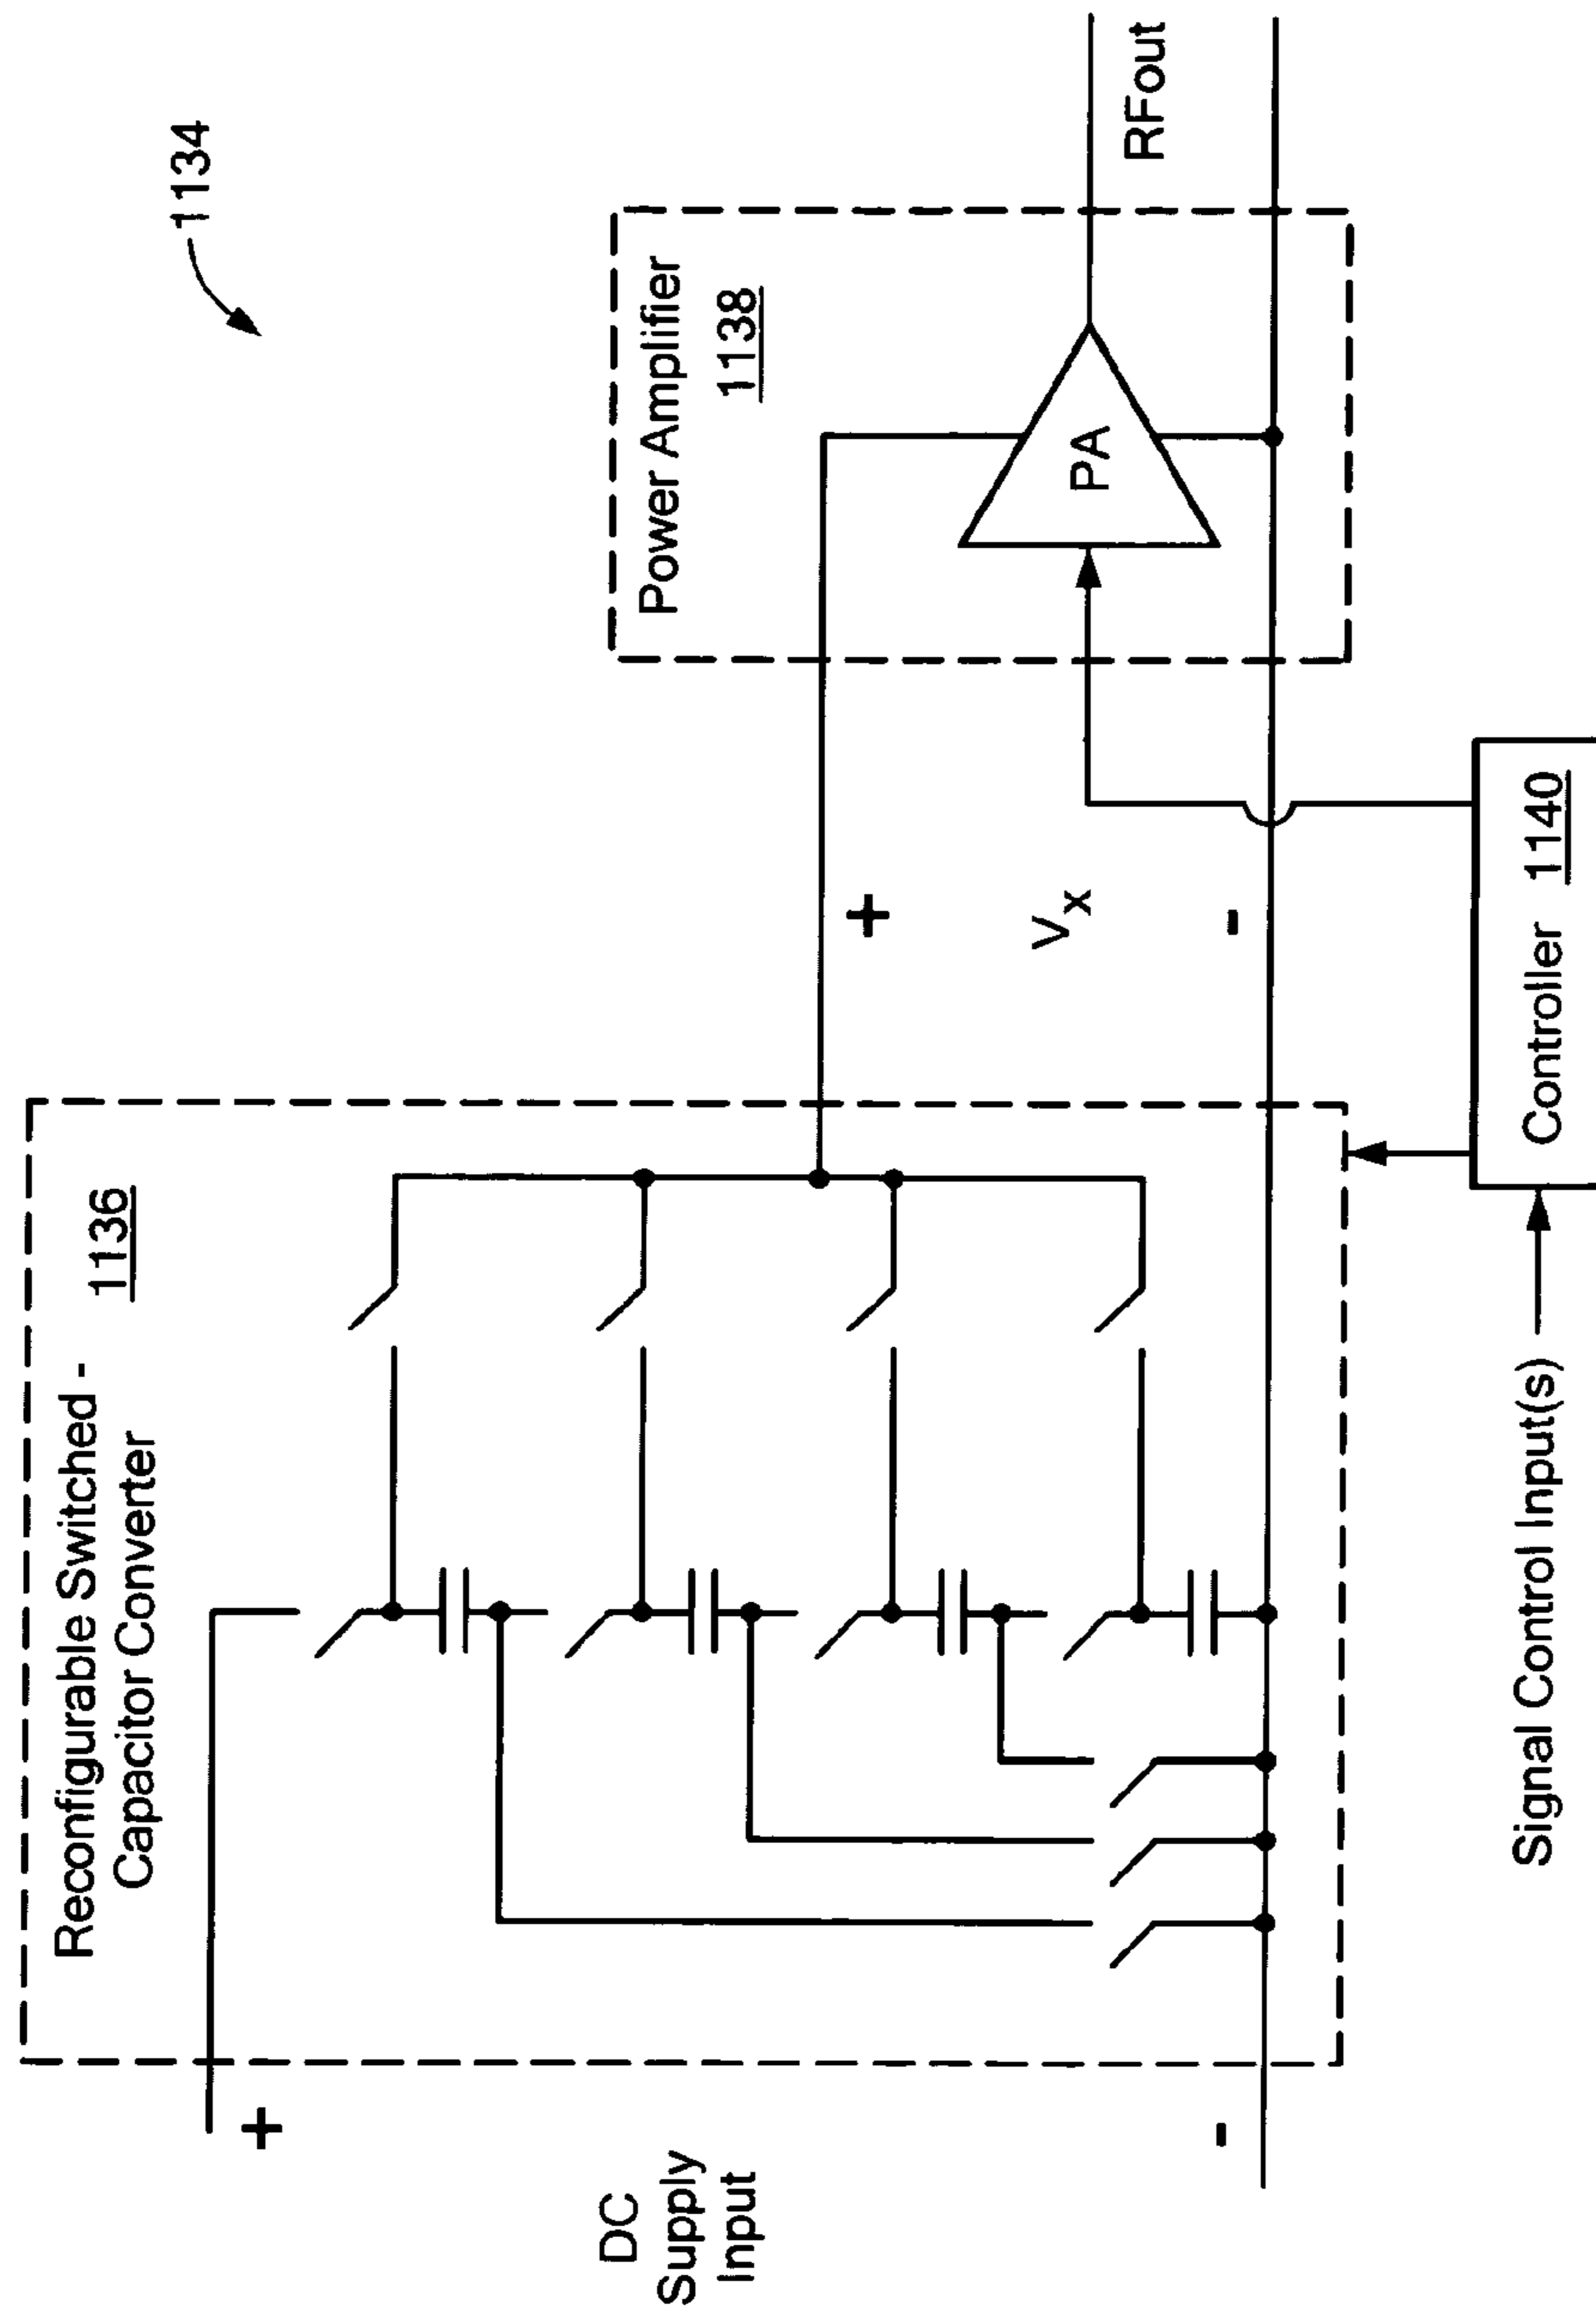 1134
Reconfigurable Switched -
Capacitor Converter
1136
Power Amplifier
1138
DC
Supply
Input
+
-
+
Vx
-
PA
RFout
Signal Control Input(s)
Controller 1140